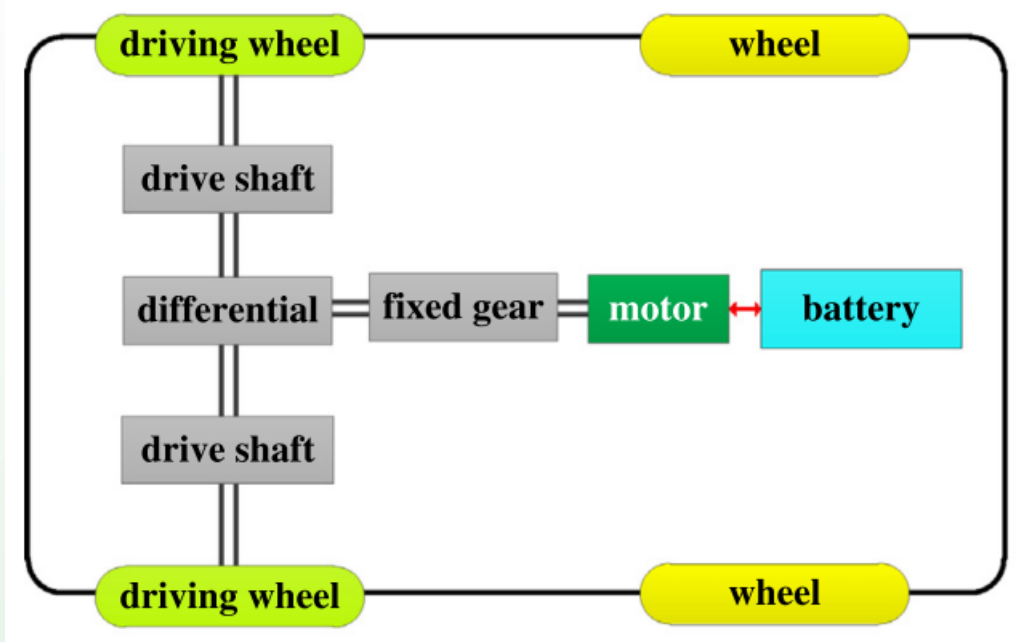 driving wheel
wheel
drive shaft
differential
fixed gear
motor
battery
drive shaft
driving wheel
wheel